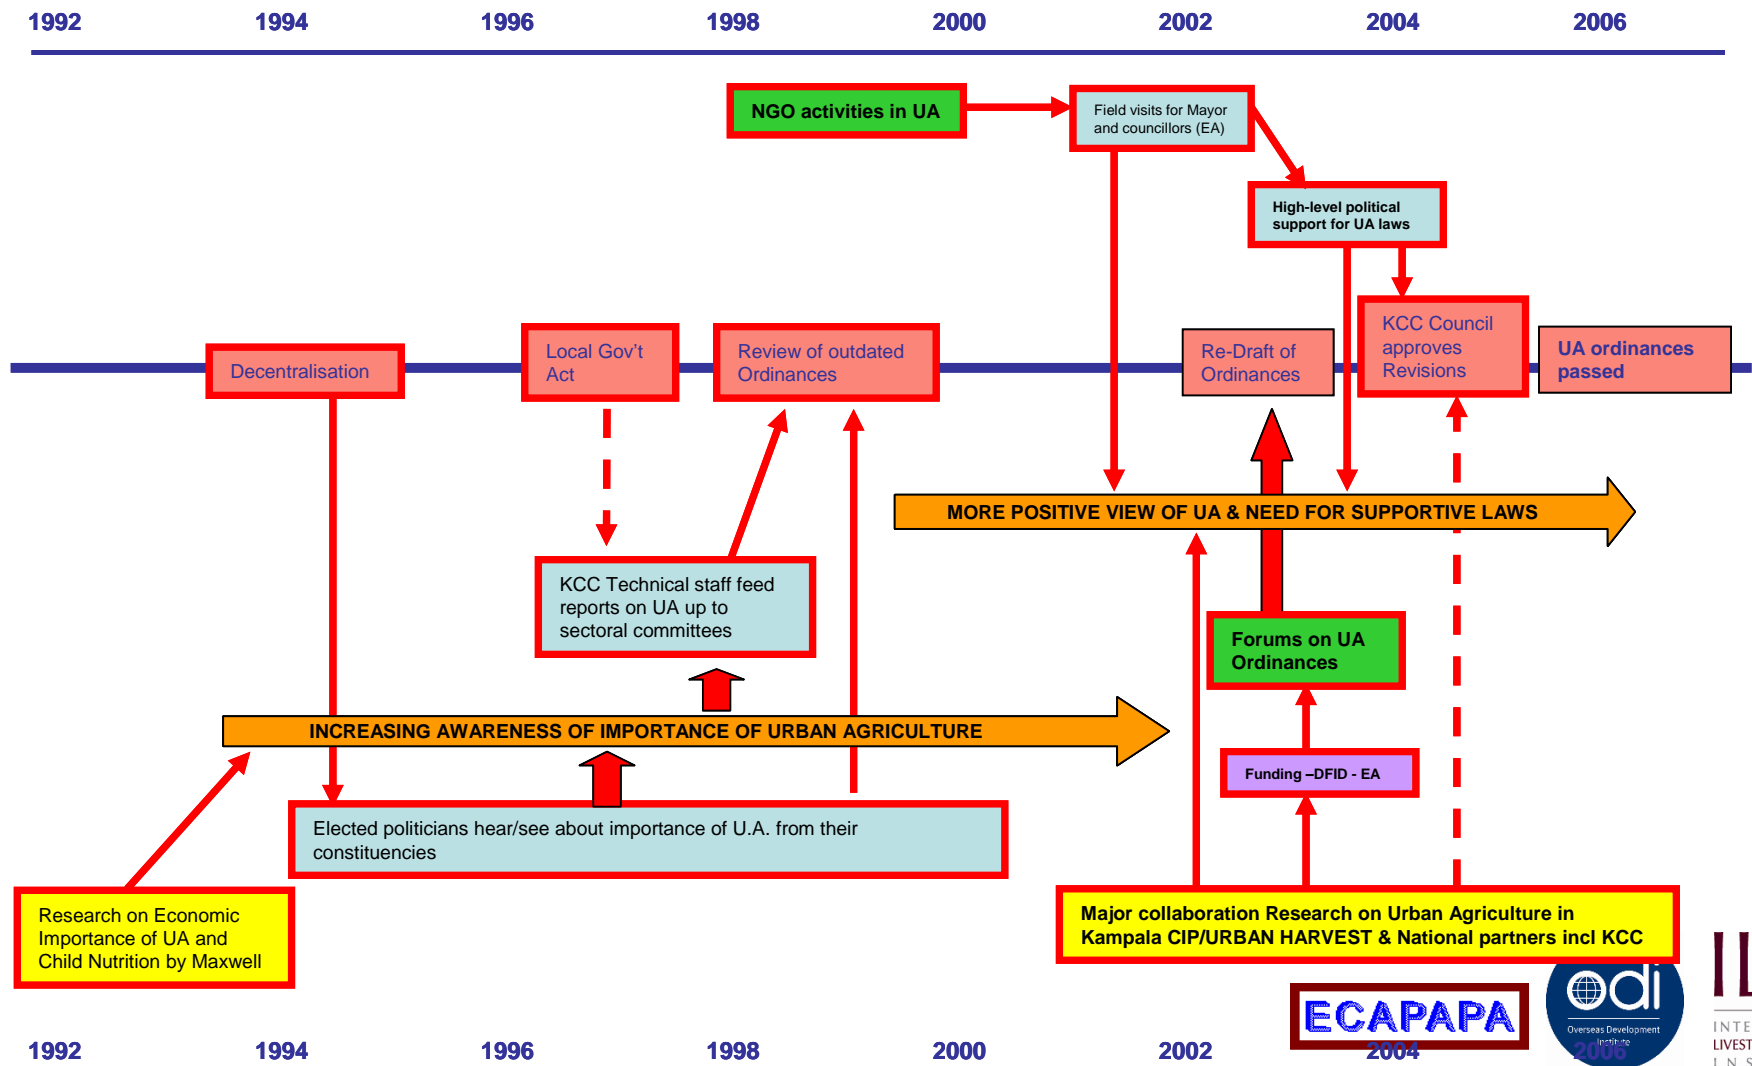 1992 1994 1996 1998 2000 2002 2004 2006
NGO activities in UA
Field visits for Mayor
and councillors (EA)
High-level political
support for UA laws
Decentralisation
Local Gov't
Act
Review of outdated
Ordinances
Re-Draft of
Ordinances
KCC Council
approves
Revisions
UA ordinances
passed
MORE POSITIVE VIEW OF UA & NEED FOR SUPPORTIVE LAWS
KCC Technical staff feed
reports on UA up to
sectoral committees
Forums on UA
Ordinances
INCREASING AWARENESS OF IMPORTANCE OF URBAN AGRICULTURE
Funding –DFID - EA
Elected politicians hear/see about importance of U.A. from their
constituencies
Research on Economic
Importance of UA and
Child Nutrition by Maxwell
Major collaboration Research on Urban Agriculture in
Kampala CIP/URBAN HARVEST & National partners incl KCC
ECAPAPA
odi
Overseas Development
Institute
1992 1994 1996 1998 2000 2002 2004 2006